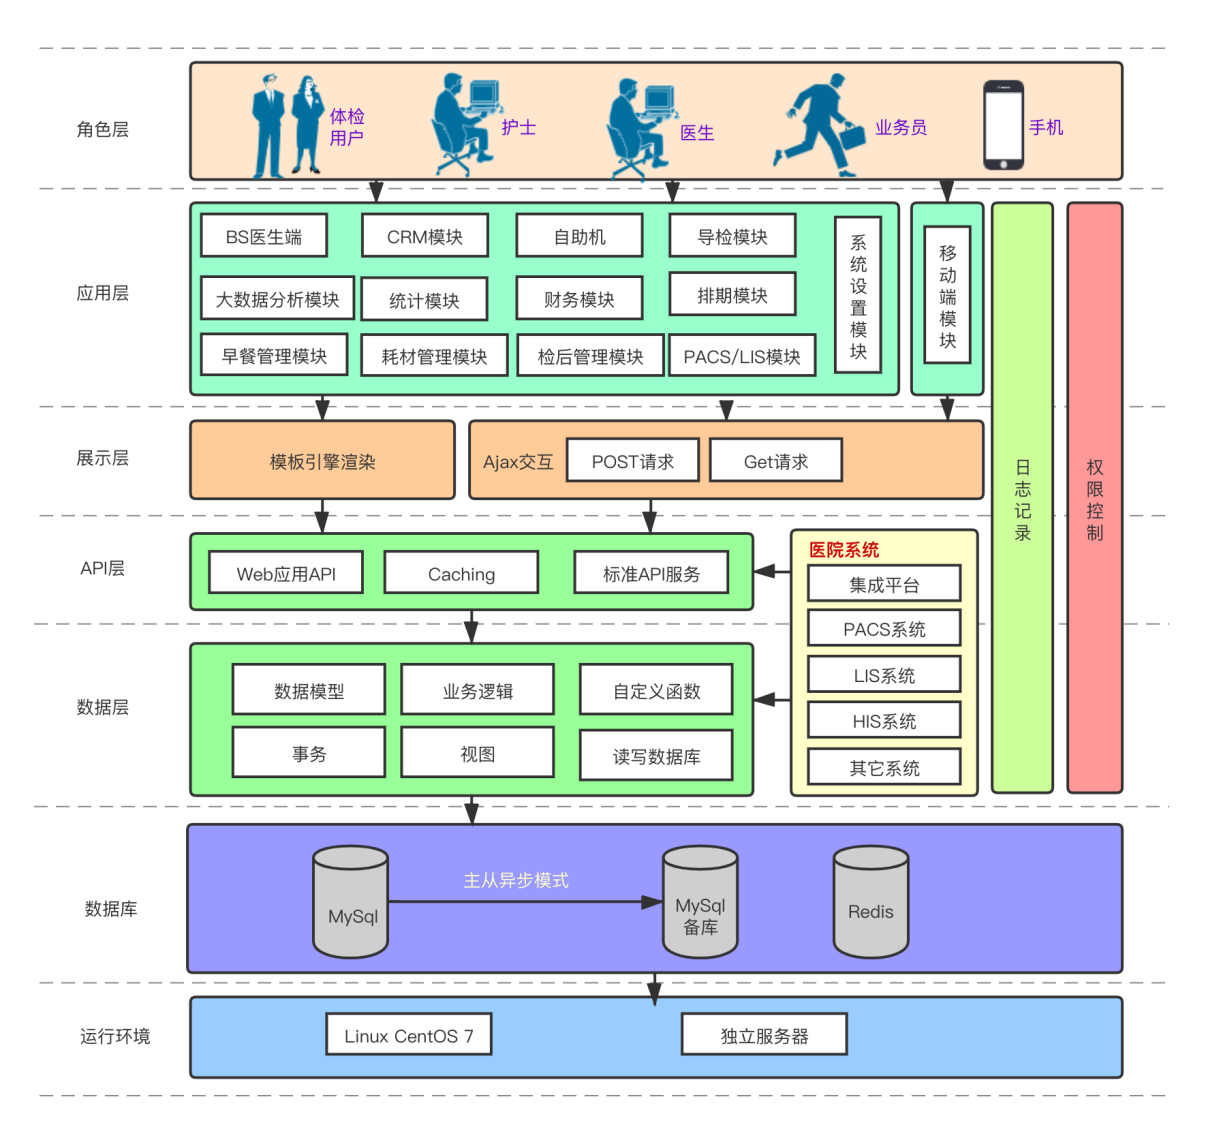 角色层
体检
用户
护士
医生
业务员
手机
应用层
BS医生端
CRM模块
自助机
导检模块
大数据分析模块
统计模块
财务模块
排期模块
早餐管理模块
耗材管理模块
检后管理模块
PACS/LIS模块
系统设置模块
移动端模块
日志记录
权限控制
展示层
模板引擎渲染
Ajax交互
POST请求
Get请求
API层
Web应用API
Caching
标准API服务
医院系统
集成平台
PACS系统
LIS系统
HIS系统
其它系统
数据层
数据模型
业务逻辑
自定义函数
事务
视图
读写数据库
数据库
MySql
主从异步模式
MySql
备库
Redis
运行环境
Linux CentOS 7
独立服务器